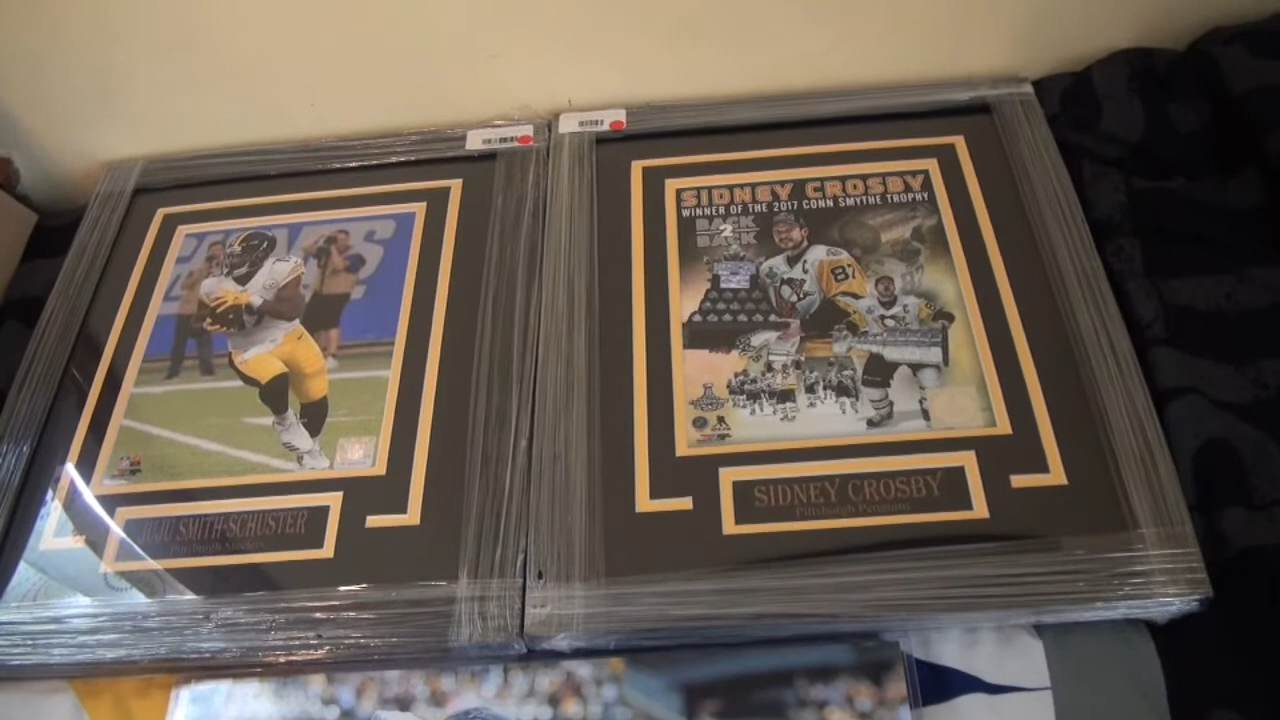 JUJU SMITH-SCHUSTER
Pittsburgh Steelers
SIDNEY CROSBY
WINNER OF THE 2017 CONN SMYTHE TROPHY
BACK
2
BACK
C
87
C
SIDNEY CROSBY
Pittsburgh Penguins